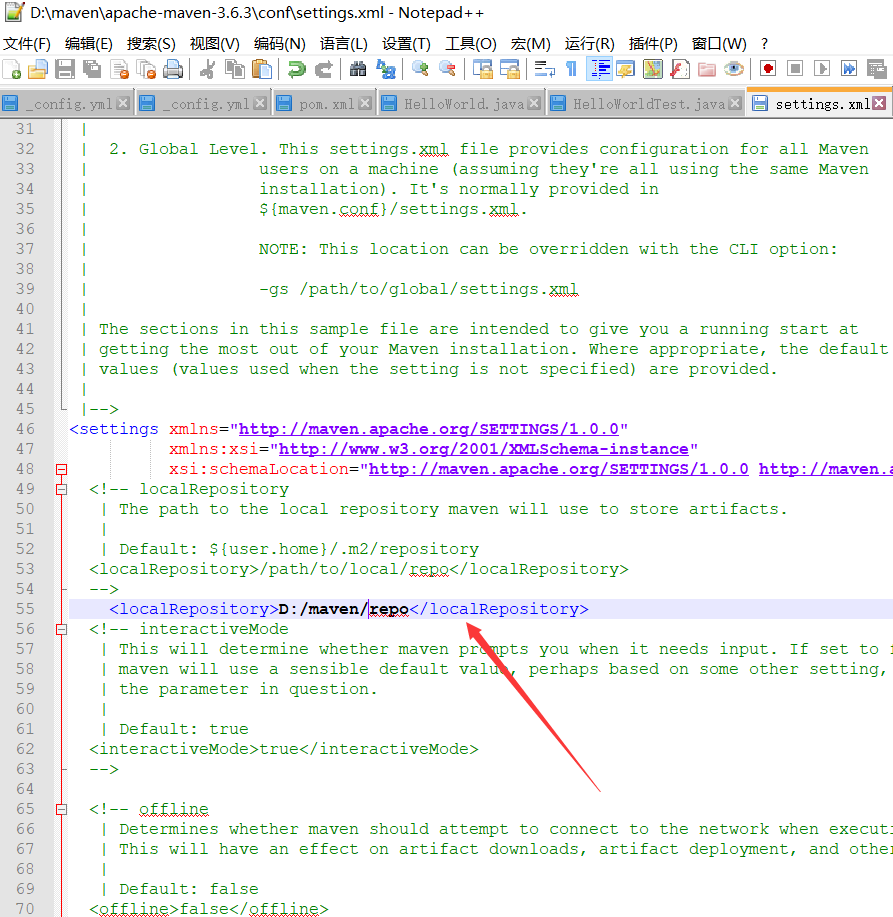 D:\maven\apache-maven-3.6.3\conf\settings.xml - Notepad++
文件(F) 编辑(E) 搜索(S) 视图(V) 编码(N) 语言(L) 设置(T) 工具(O) 宏(M) 运行(R) 插件(P) 窗口(W) ?
_config.yml _config.yml pom.xml HelloWorld.java HelloWorldTest.java settings.xml
31 |
32 | 2. Global Level. This settings.xml file provides configuration for all Maven
33 | users on a machine (assuming they're all using the same Maven
34 | installation). It's normally provided in
35 | ${maven.conf}/settings.xml.
36 |
37 | NOTE: This location can be overridden with the CLI option:
38 |
39 | -gs /path/to/global/settings.xml
40 |
41 | The sections in this sample file are intended to give you a running start at
42 | getting the most out of your Maven installation. Where appropriate, the default
43 | values (values used when the setting is not specified) are provided.
44 |
45 |-->
46 <settings xmlns="http://maven.apache.org/SETTINGS/1.0.0"
47 xmlns:xsi="http://www.w3.org/2001/XMLSchema-instance"
48 xsi:schemaLocation="http://maven.apache.org/SETTINGS/1.0.0 http://maven.a
49 <!-- localRepository
50 | The path to the local repository maven will use to store artifacts.
51 |
52 | Default: ${user.home}/.m2/repository
53 <localRepository>/path/to/local/repo</localRepository>
54 -->
55 <localRepository>D:/maven/repo</localRepository>
56 <!-- interactiveMode
57 | This will determine whether maven prompts you when it needs input. If set to f
58 | maven will use a sensible default value, perhaps based on some other setting,
59 | the parameter in question.
60 |
61 | Default: true
62 <interactiveMode>true</interactiveMode>
63 -->
64
65 <!-- offline
66 | Determines whether maven should attempt to connect to the network when executi
67 | This will have an effect on artifact downloads, artifact deployment, and other
68 |
69 | Default: false
70 <offline>false</offline>